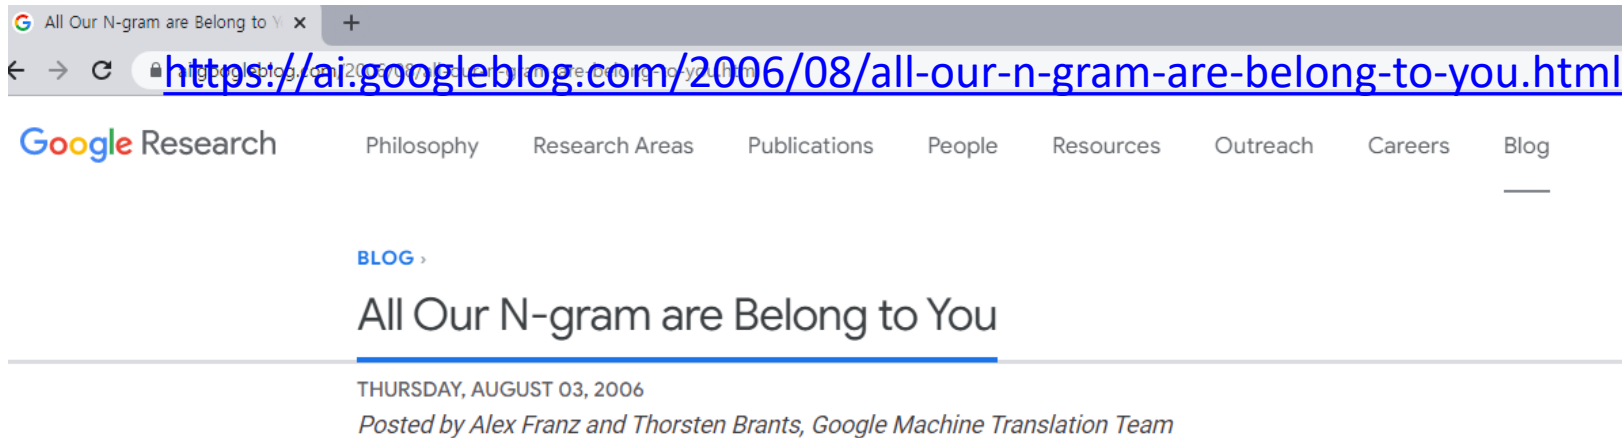 All Our N-gram are Belong to Y
https://ai.googleblog.com/2006/08/all-our-n-gram-are-belong-to-you.html
Google Research Philosophy Research Areas Publications People Resources Outreach Careers Blog
BLOG ›
All Our N-gram are Belong to You
THURSDAY, AUGUST 03, 2006
Posted by Alex Franz and Thorsten Brants, Google Machine Translation Team